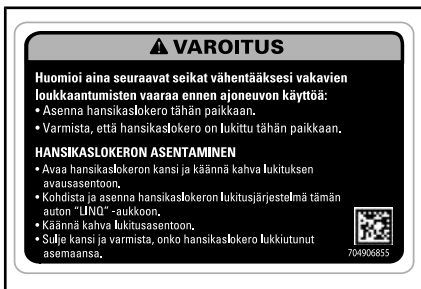 ⚠ VAROITUS
Huomioi aina seuraavat seikat vähentääksesi vakavien
loukkaantumisten vaaraa ennen ajoneuvon käyttöä:
• Asenna hansikaslokero tähän paikkaan.
• Varmista, että hansikaslokero on lukittu tähän paikkaan.
HANSIKASLOKERON ASENTAMINEN
• Avaa hansikaslokeron kansi ja käännä kahva lukituksen
avausasentoon.
• Kohdista ja asenna hansikaslokeron lukitusjärjestelmä tämän
auton "LINQ" -aukkoon.
• Käännä kahva lukitusasentoon.
• Sulje kansi ja varmista, onko hansikaslokero lukkiutunut
asemaansa.
704906855